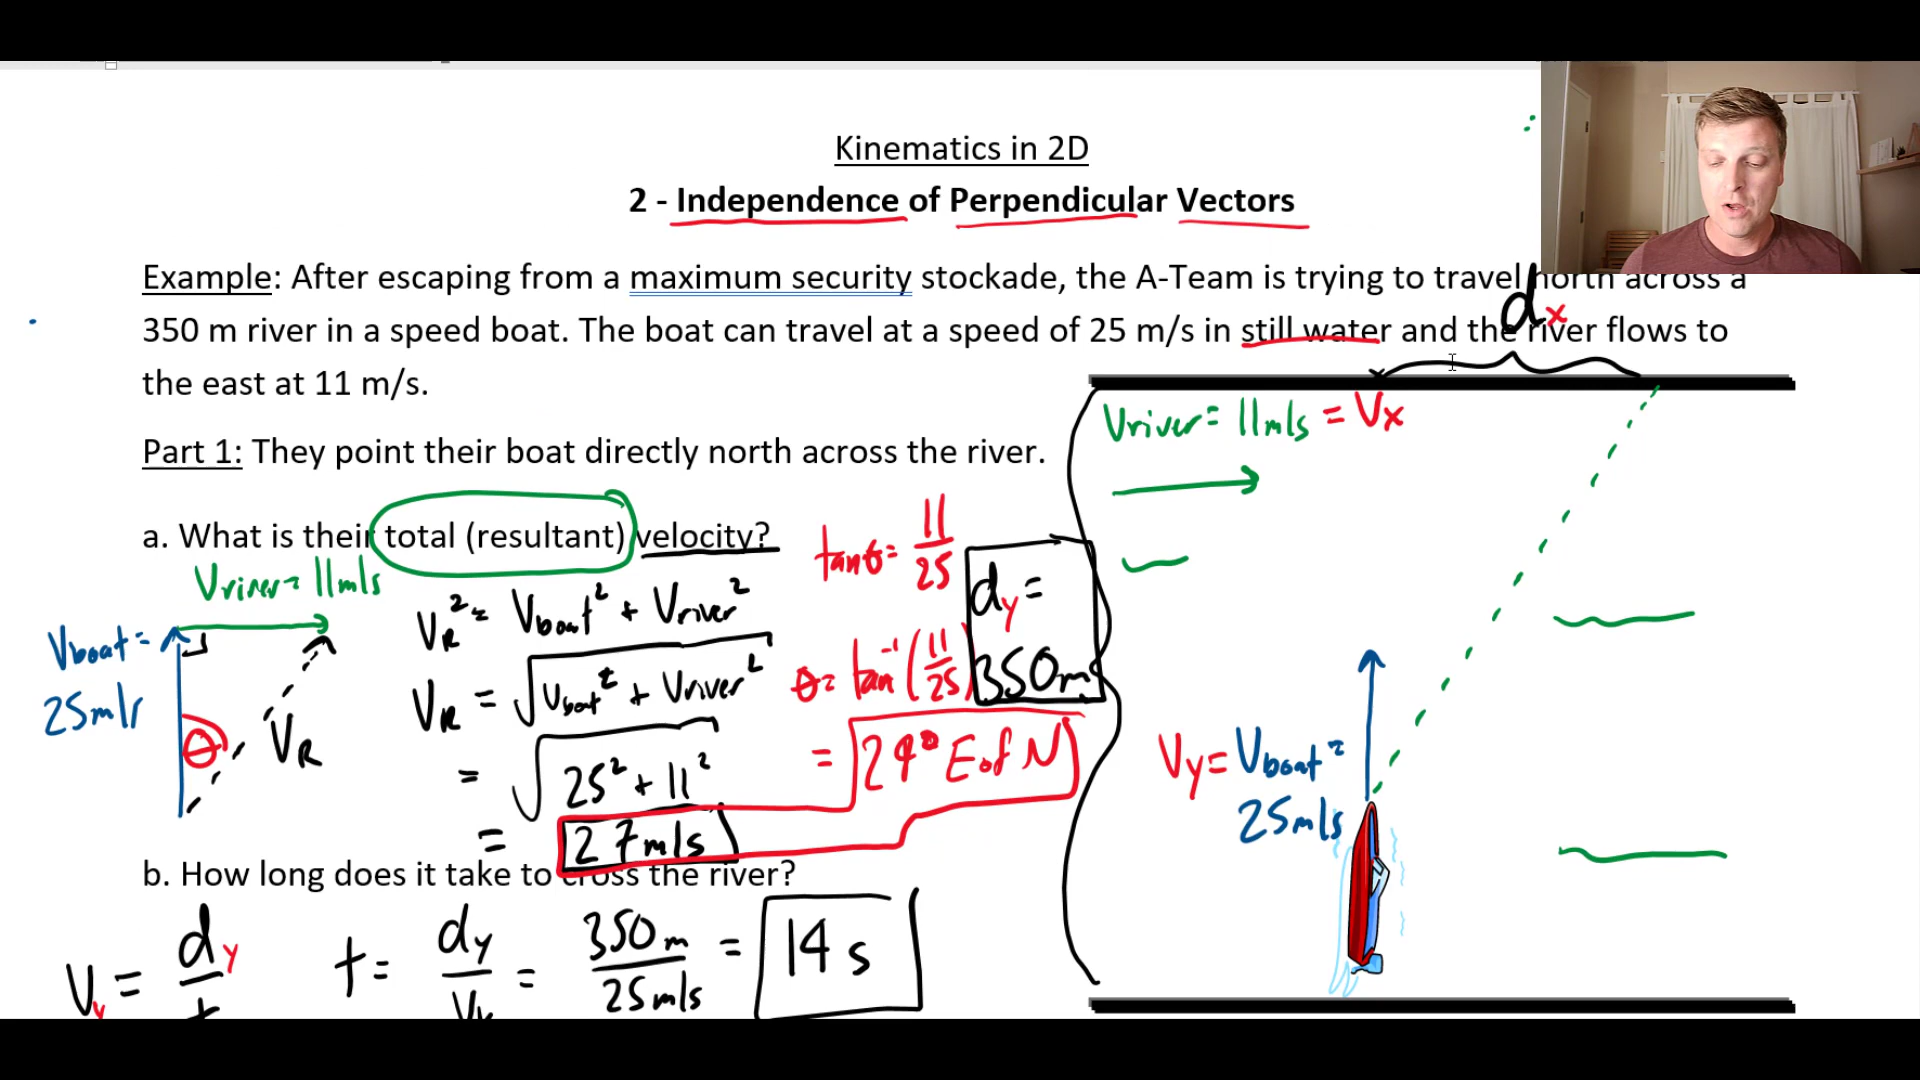 Kinematics in 2D
2 - Independence of Perpendicular Vectors
Example: After escaping from a maximum security stockade, the A-Team is trying to travel north across a
350 m river in a speed boat. The boat can travel at a speed of 25 m/s in still water and the river flows to
the east at 11 m/s.
dx
Vriver = 11m/s = Vx
Part 1: They point their boat directly north across the river.
a. What is their total (resultant) velocity?
Vriver = 11m/s
Vboat =
25m/s
θ
VR
VR² = Vboat² + Vriver²
VR = √Vboat² + Vriver²
= √25² + 11²
= 27m/s
tanθ = 11/25
θ = tan⁻¹(11/25)
= 24° E of N
dy =
350m
Vy = Vboat =
25m/s
b. How long does it take to cross the river?
Vy = dy/t
t = dy/Vy = 350m/25m/s = 14 s